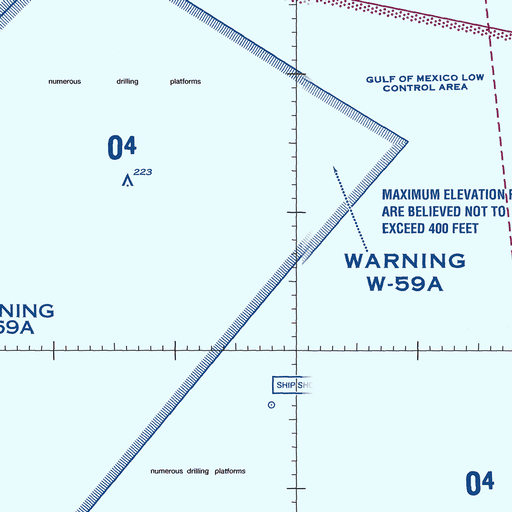 GULF OF MEXICO LOW
CONTROL AREA
numerous drilling platforms
04
223
MAXIMUM ELEVATION
ARE BELIEVED NOT TO
EXCEED 400 FEET
WARNING
W-59A
NING
59A
SHIP
numerous drilling platforms
04